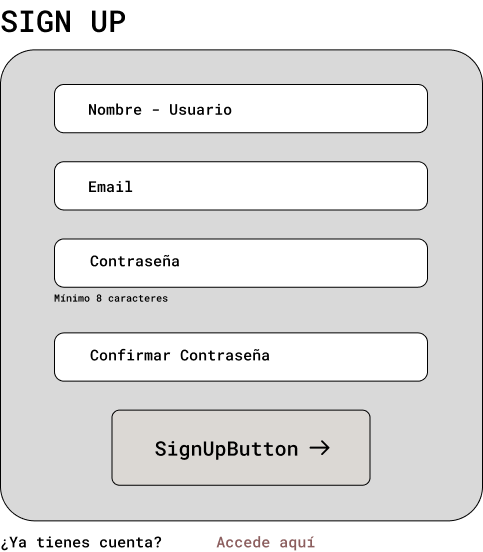 SIGN UP
Nombre - Usuario
Email
Contraseña
Mínimo 8 caracteres
Confirmar Contraseña
SignUpButton →
¿Ya tienes cuenta? Accede aquí